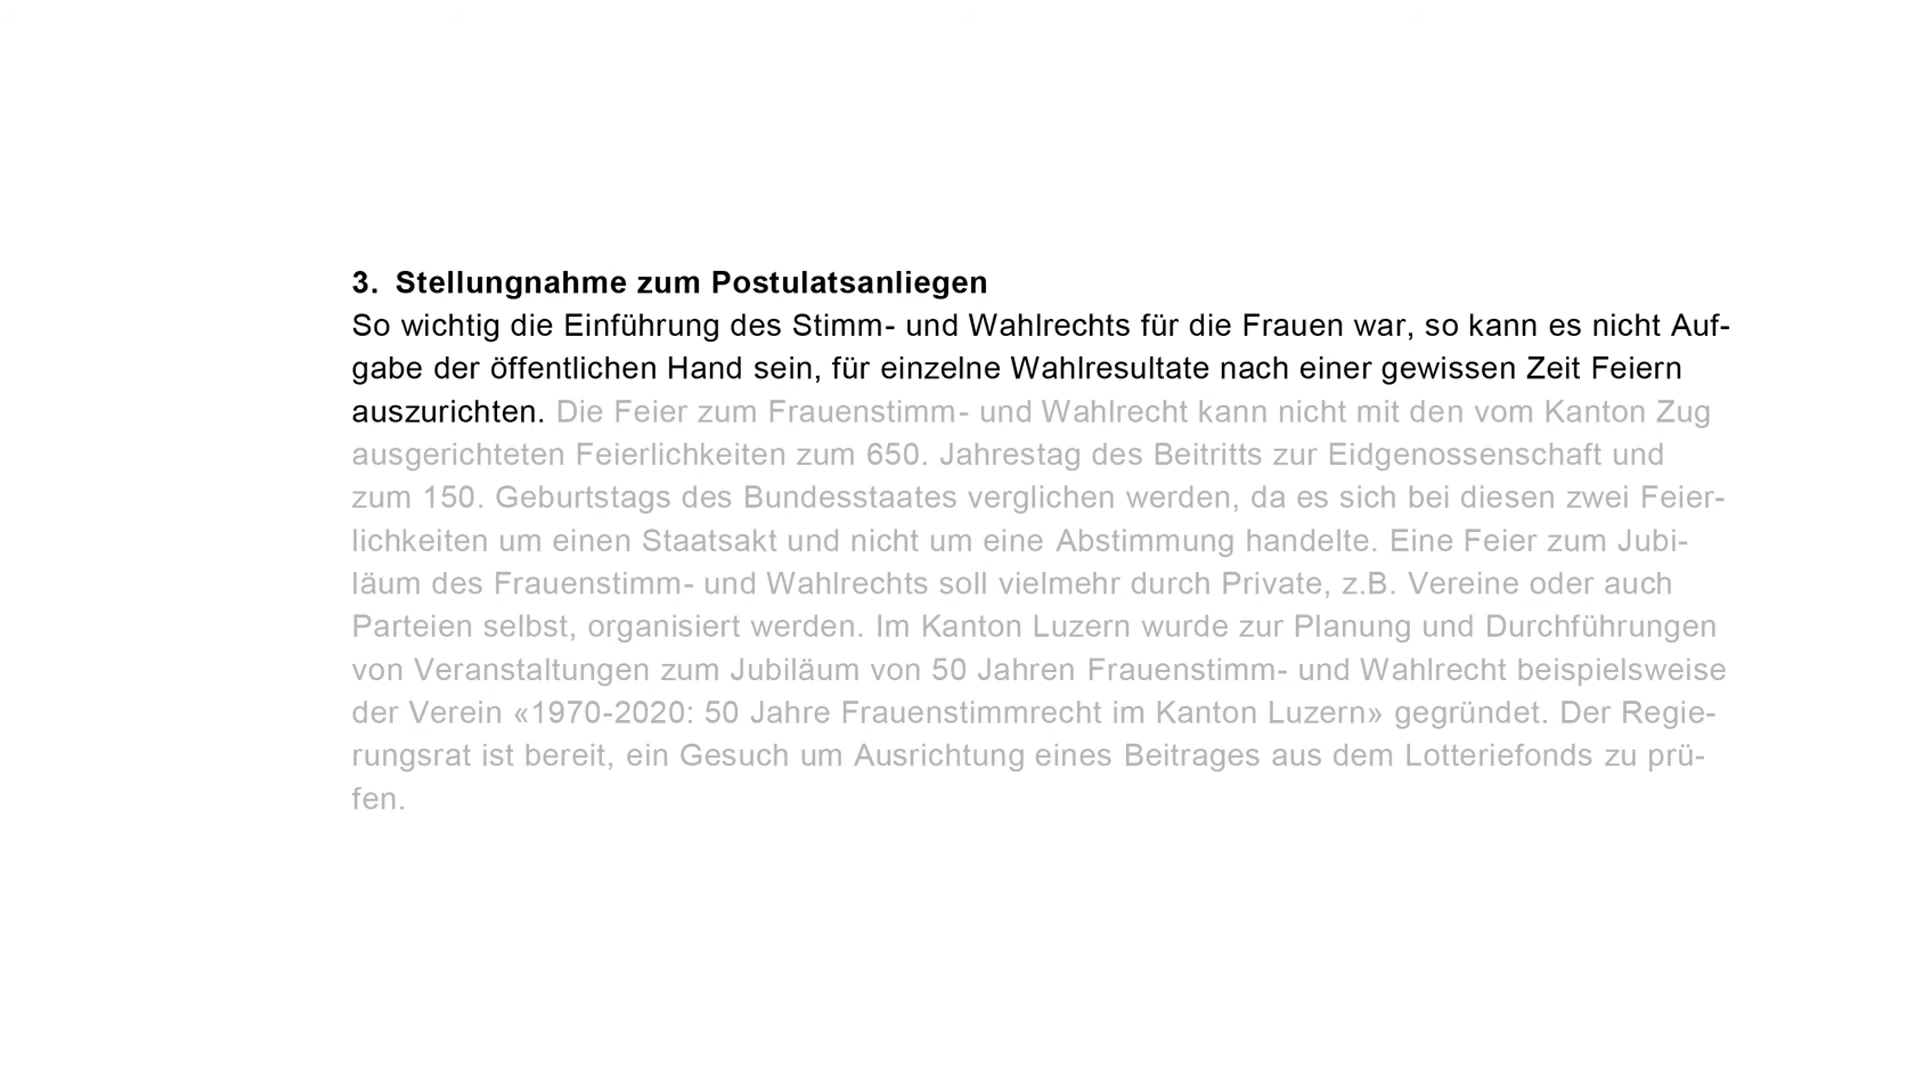 3. Stellungnahme zum Postulatsanliegen
So wichtig die Einführung des Stimm- und Wahlrechts für die Frauen war, so kann es nicht Auf-
gabe der öffentlichen Hand sein, für einzelne Wahlresultate nach einer gewissen Zeit Feiern
auszurichten. Die Feier zum Frauenstimm- und Wahlrecht kann nicht mit den vom Kanton Zug
ausgerichteten Feierlichkeiten zum 650. Jahrestag des Beitritts zur Eidgenossenschaft und
zum 150. Geburtstags des Bundesstaates verglichen werden, da es sich bei diesen zwei Feier-
lichkeiten um einen Staatsakt und nicht um eine Abstimmung handelte. Eine Feier zum Jubi-
läum des Frauenstimm- und Wahlrechts soll vielmehr durch Private, z.B. Vereine oder auch
Parteien selbst, organisiert werden. Im Kanton Luzern wurde zur Planung und Durchführungen
von Veranstaltungen zum Jubiläum von 50 Jahren Frauenstimm- und Wahlrecht beispielsweise
der Verein «1970-2020: 50 Jahre Frauenstimmrecht im Kanton Luzern» gegründet. Der Regie-
rungsrat ist bereit, ein Gesuch um Ausrichtung eines Beitrages aus dem Lotteriefonds zu prü-
fen.